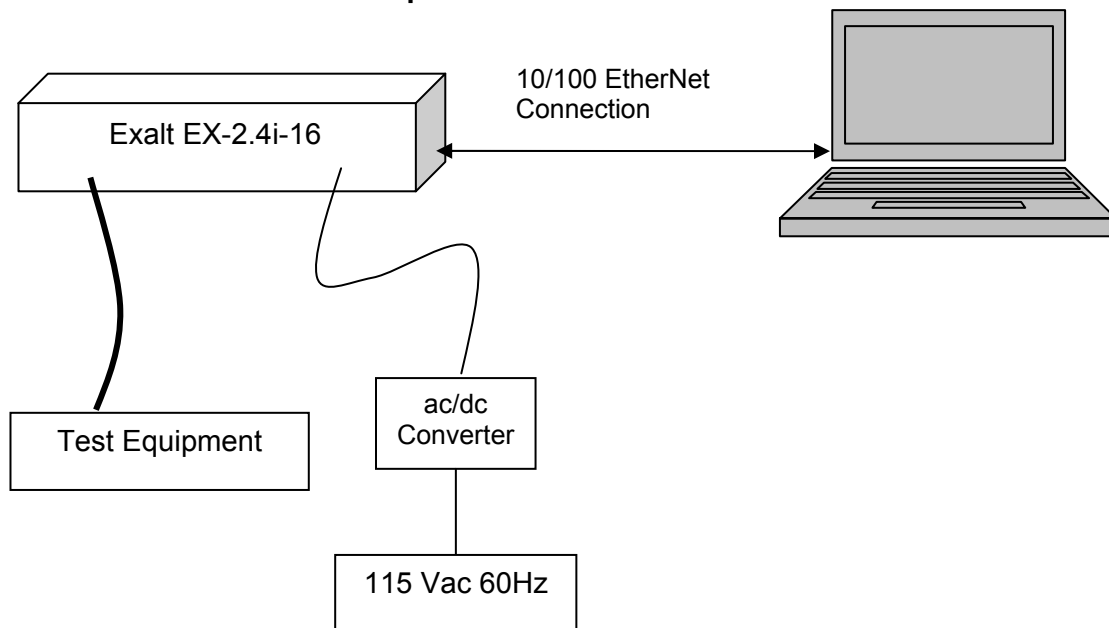 10/100 EtherNet
Connection
Exalt EX-2.4i-16
ac/dc
Converter
Test Equipment
115 Vac 60Hz